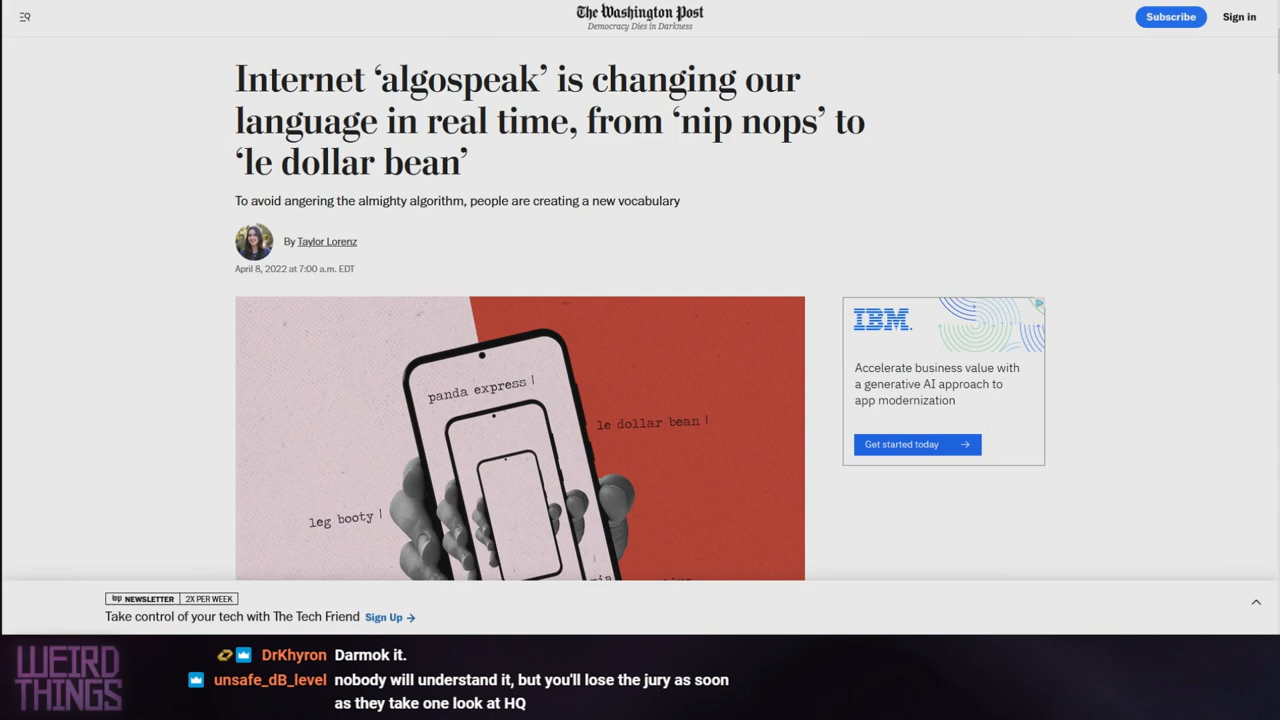 The Washington Post
Democracy Dies in Darkness
Subscribe
Sign in
Internet ‘algospeak’ is changing our
language in real time, from ‘nip nops’ to
‘le dollar bean’
To avoid angering the almighty algorithm, people are creating a new vocabulary
By Taylor Lorenz
April 8, 2022 at 7:00 a.m. EDT
panda express |
le dollar bean |
leg booty |
IBM.
Accelerate business value with
a generative AI approach to
app modernization
Get started today →
wp NEWSLETTER 2X PER WEEK
Take control of your tech with The Tech Friend Sign Up →
WEIRD
THINGS
DrKhyron Darmok it.
unsafe_dB_level nobody will understand it, but you'll lose the jury as soon
as they take one look at HQ